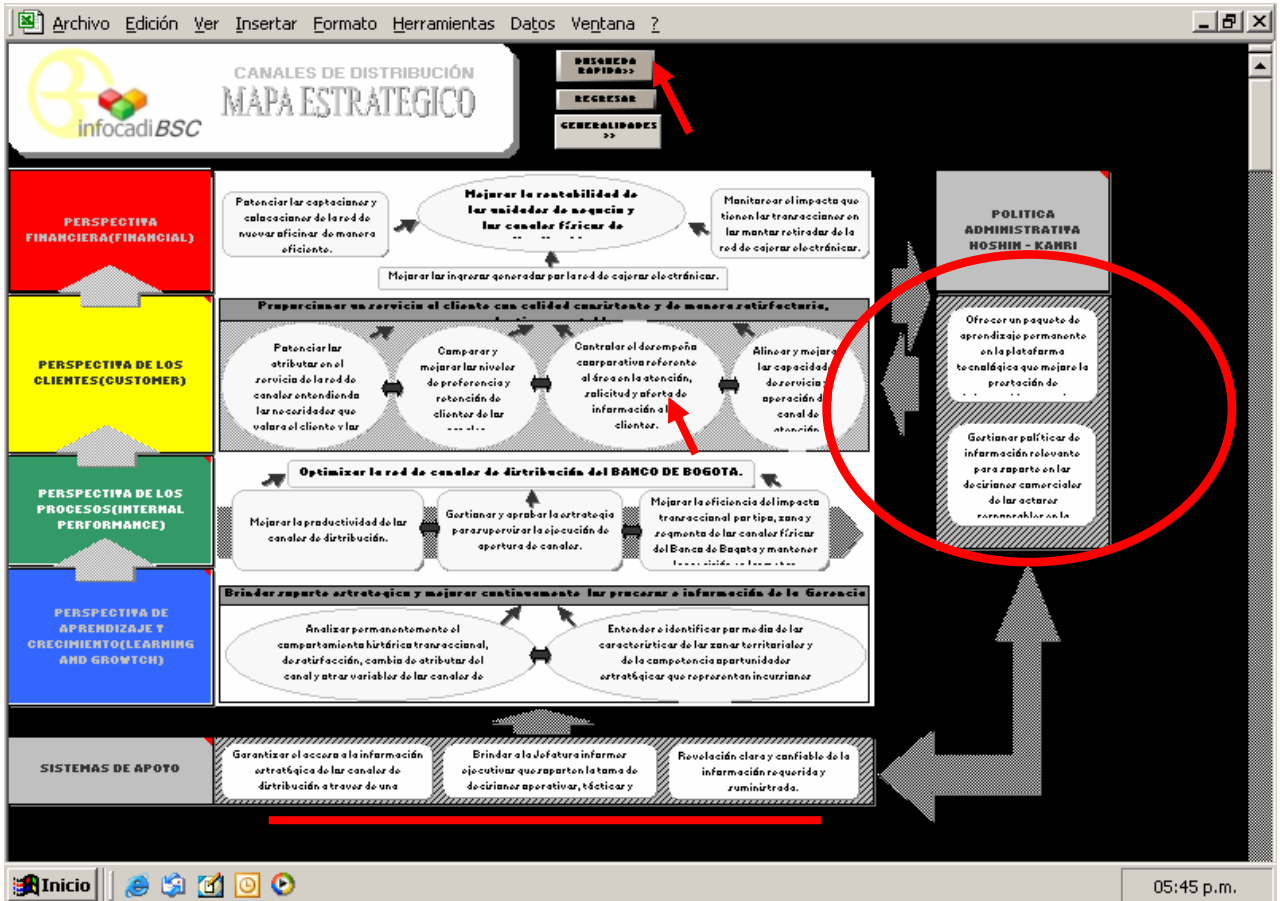 Archivo Edición Ver Insertar Formato Herramientas Datos Ventana ?
CANALES DE DISTRIBUCIÓN
MAPA ESTRATEGICO
infocadiBSC
BUSQUEDA
RAPIDA>>
REGRESAR
GENERALIDADES
>>
PERSPECTIVA
FINANCIERA(FINANCIAL)
Potenciar las captaciones y
colocaciones de la red de
nuevas oficinas de manera
eficiente.
Mejorar la rentabilidad de
las unidades de negocio y
los canales físicos de
Monitorear el impacto que
tienen las transacciones en
los montos retirados de la
red de cajeros electrónicos.
Mejorar los ingresos generados por la red de cajeros electrónicos.
POLITICA
ADMINISTRATIVA
HOSHIN - KANRI
PERSPECTIVA DE LOS
CLIENTES(CUSTOMER)
Proporcionar un servicio al cliente con calidad consistente y de manera satisfactoria,
Potenciar los
atributos en el
servicio de la red de
canales entendiendo
las necesidades que
valora el cliente y los
Comparar y
mejorar los niveles
de preferencia y
retención de
clientes de los
Controlar el desempeño
corporativo referente
al área en la atención,
solicitud y oferta de
información a los
clientes.
Alinear y mejorar
las capacidades
de servicio y
operación del
canal de
atención
Ofrecer un paquete de
aprendizaje permanente
en la plataforma
tecnológica que mejore la
prestación de
Gestionar políticas de
información relevante
para soporte en las
decisiones comerciales
de los actores
responsables en la
PERSPECTIVA DE LOS
PROCESOS(INTERNAL
PERFORMANCE)
Optimizar la red de canales de distribución del BANCO DE BOGOTA.
Mejorar la productividad de los
canales de distribución.
Gestionar y aprobar la estrategia
para supervisar la ejecución de
apertura de canales.
Mejorar la eficiencia del impacto
transaccional por tipo, zona y
segmento de los canales físicos
del Banco de Bogota y mantener
PERSPECTIVA DE
APRENDIZAJE Y
CRECIMIENTO(LEARNING
AND GROWTCH)
Brindar soporte estrategico y mejorar continuamente los procesos e información de la Gerencia
Analizar permanentemente el
comportamiento histórico transaccional,
de satisfacción, cambio de atributos del
canal y otras variables de los canales de
Entender e identificar por medio de las
características de las zonas territoriales y
de la competencia oportunidades
estratégicas que representan incursiones
SISTEMAS DE APOYO
Garantizar el acceso a la información
estratégica de los canales de
distribución a traves de una
Brindar a la Jefatura informes
ejecutivos que soporten la toma de
decisiones operativas, tácticas y
Revelación clara y confiable de la
información requerida y
suministrada.
Inicio
05:45 p.m.